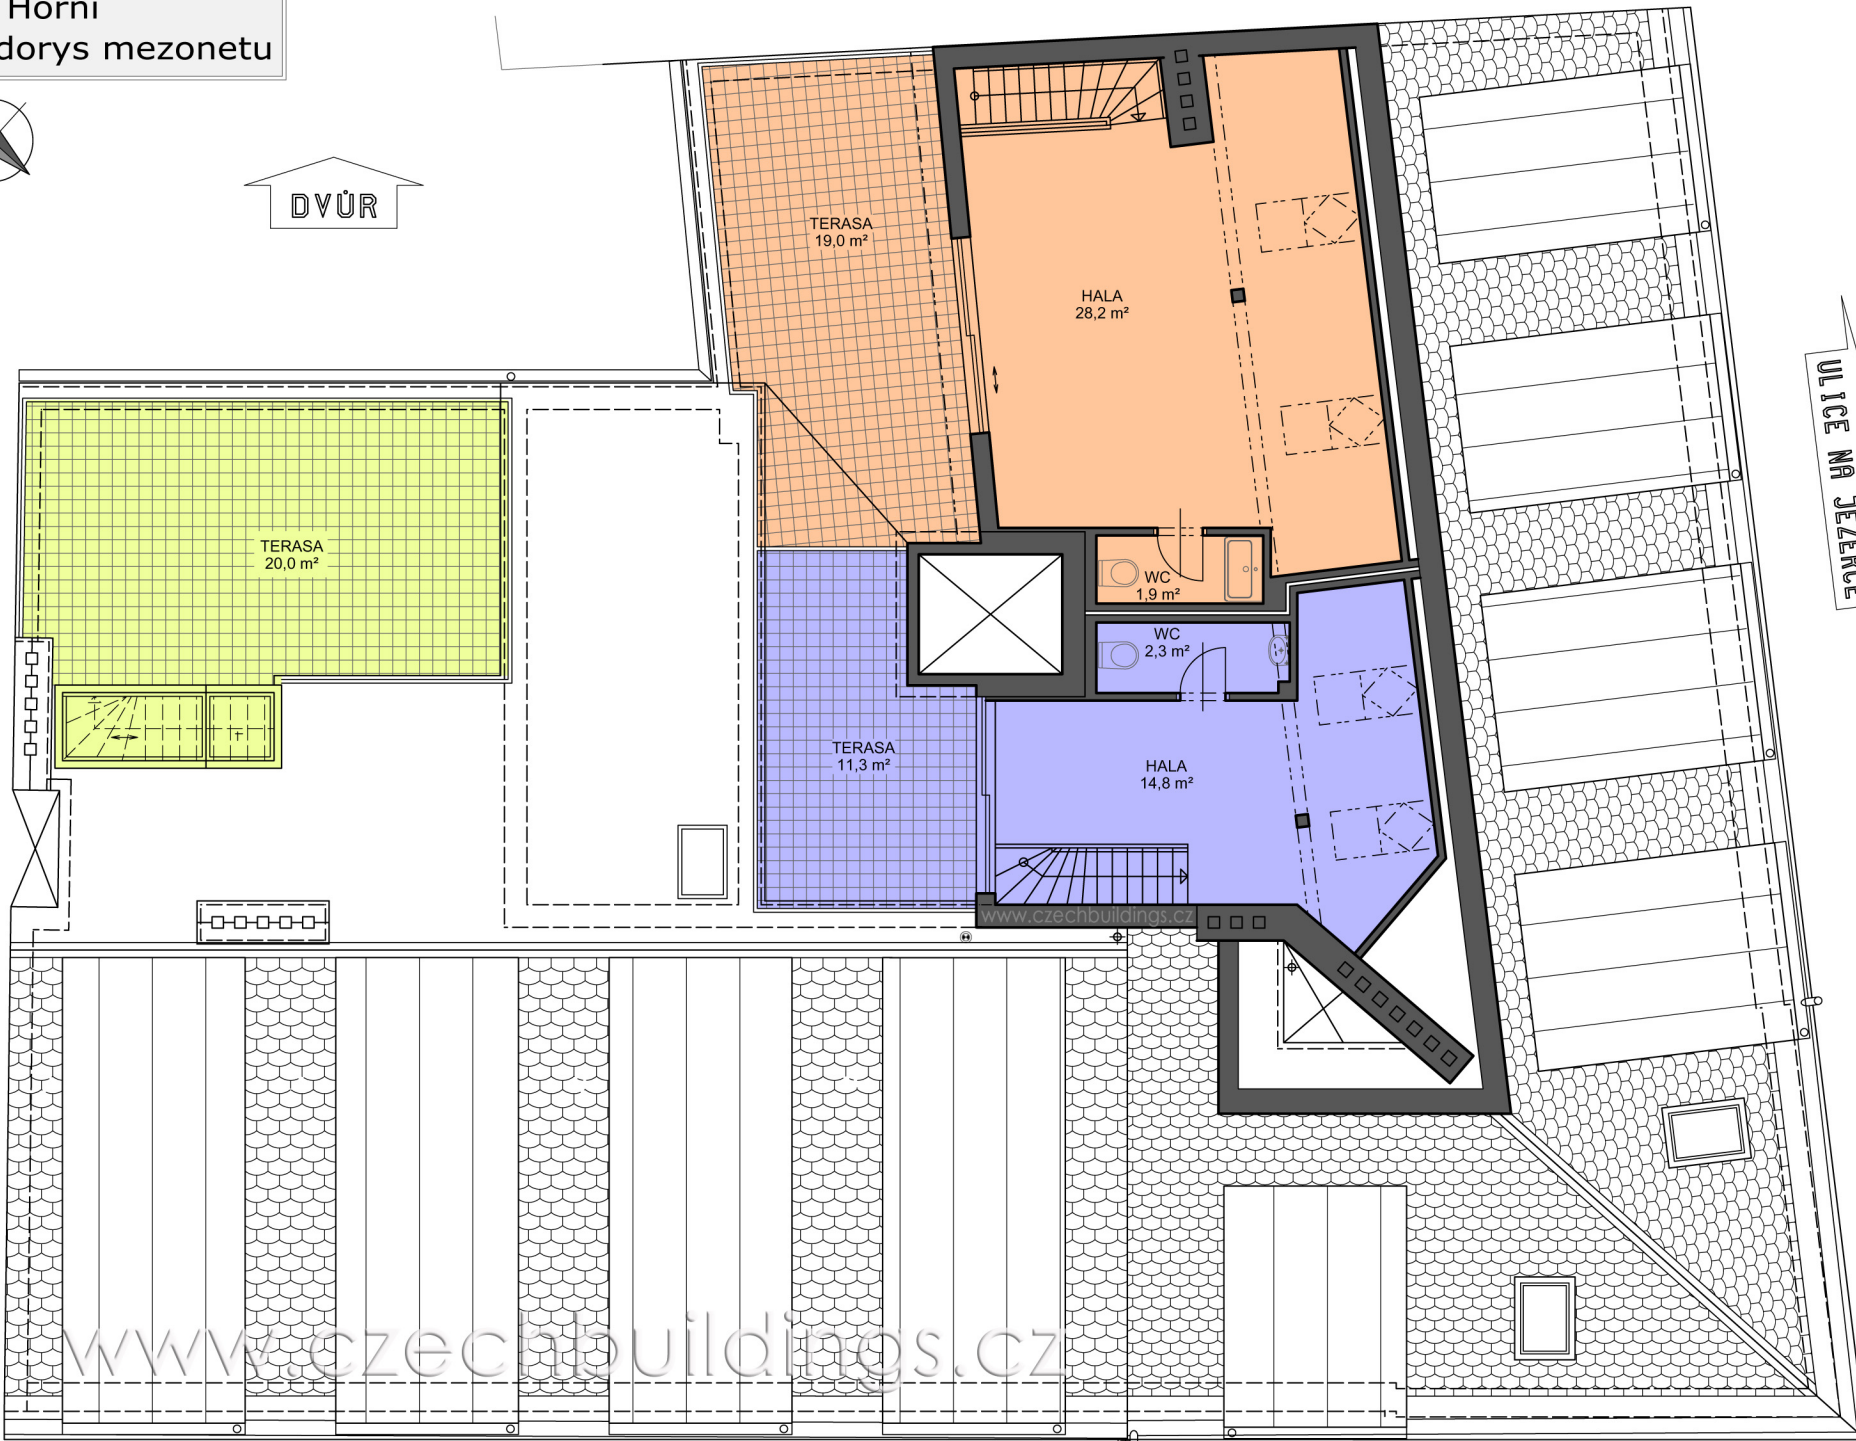 Horní
dorys mezonetu
DVŮR
TERASA
19,0 m²
HALA
28,2 m²
ULICE NA JEZERCE
TERASA
20,0 m²
WC
1,9 m²
WC
2,3 m²
TERASA
11,3 m²
HALA
14,8 m²
www.czechbuildings.cz
www.czechbuildings.cz